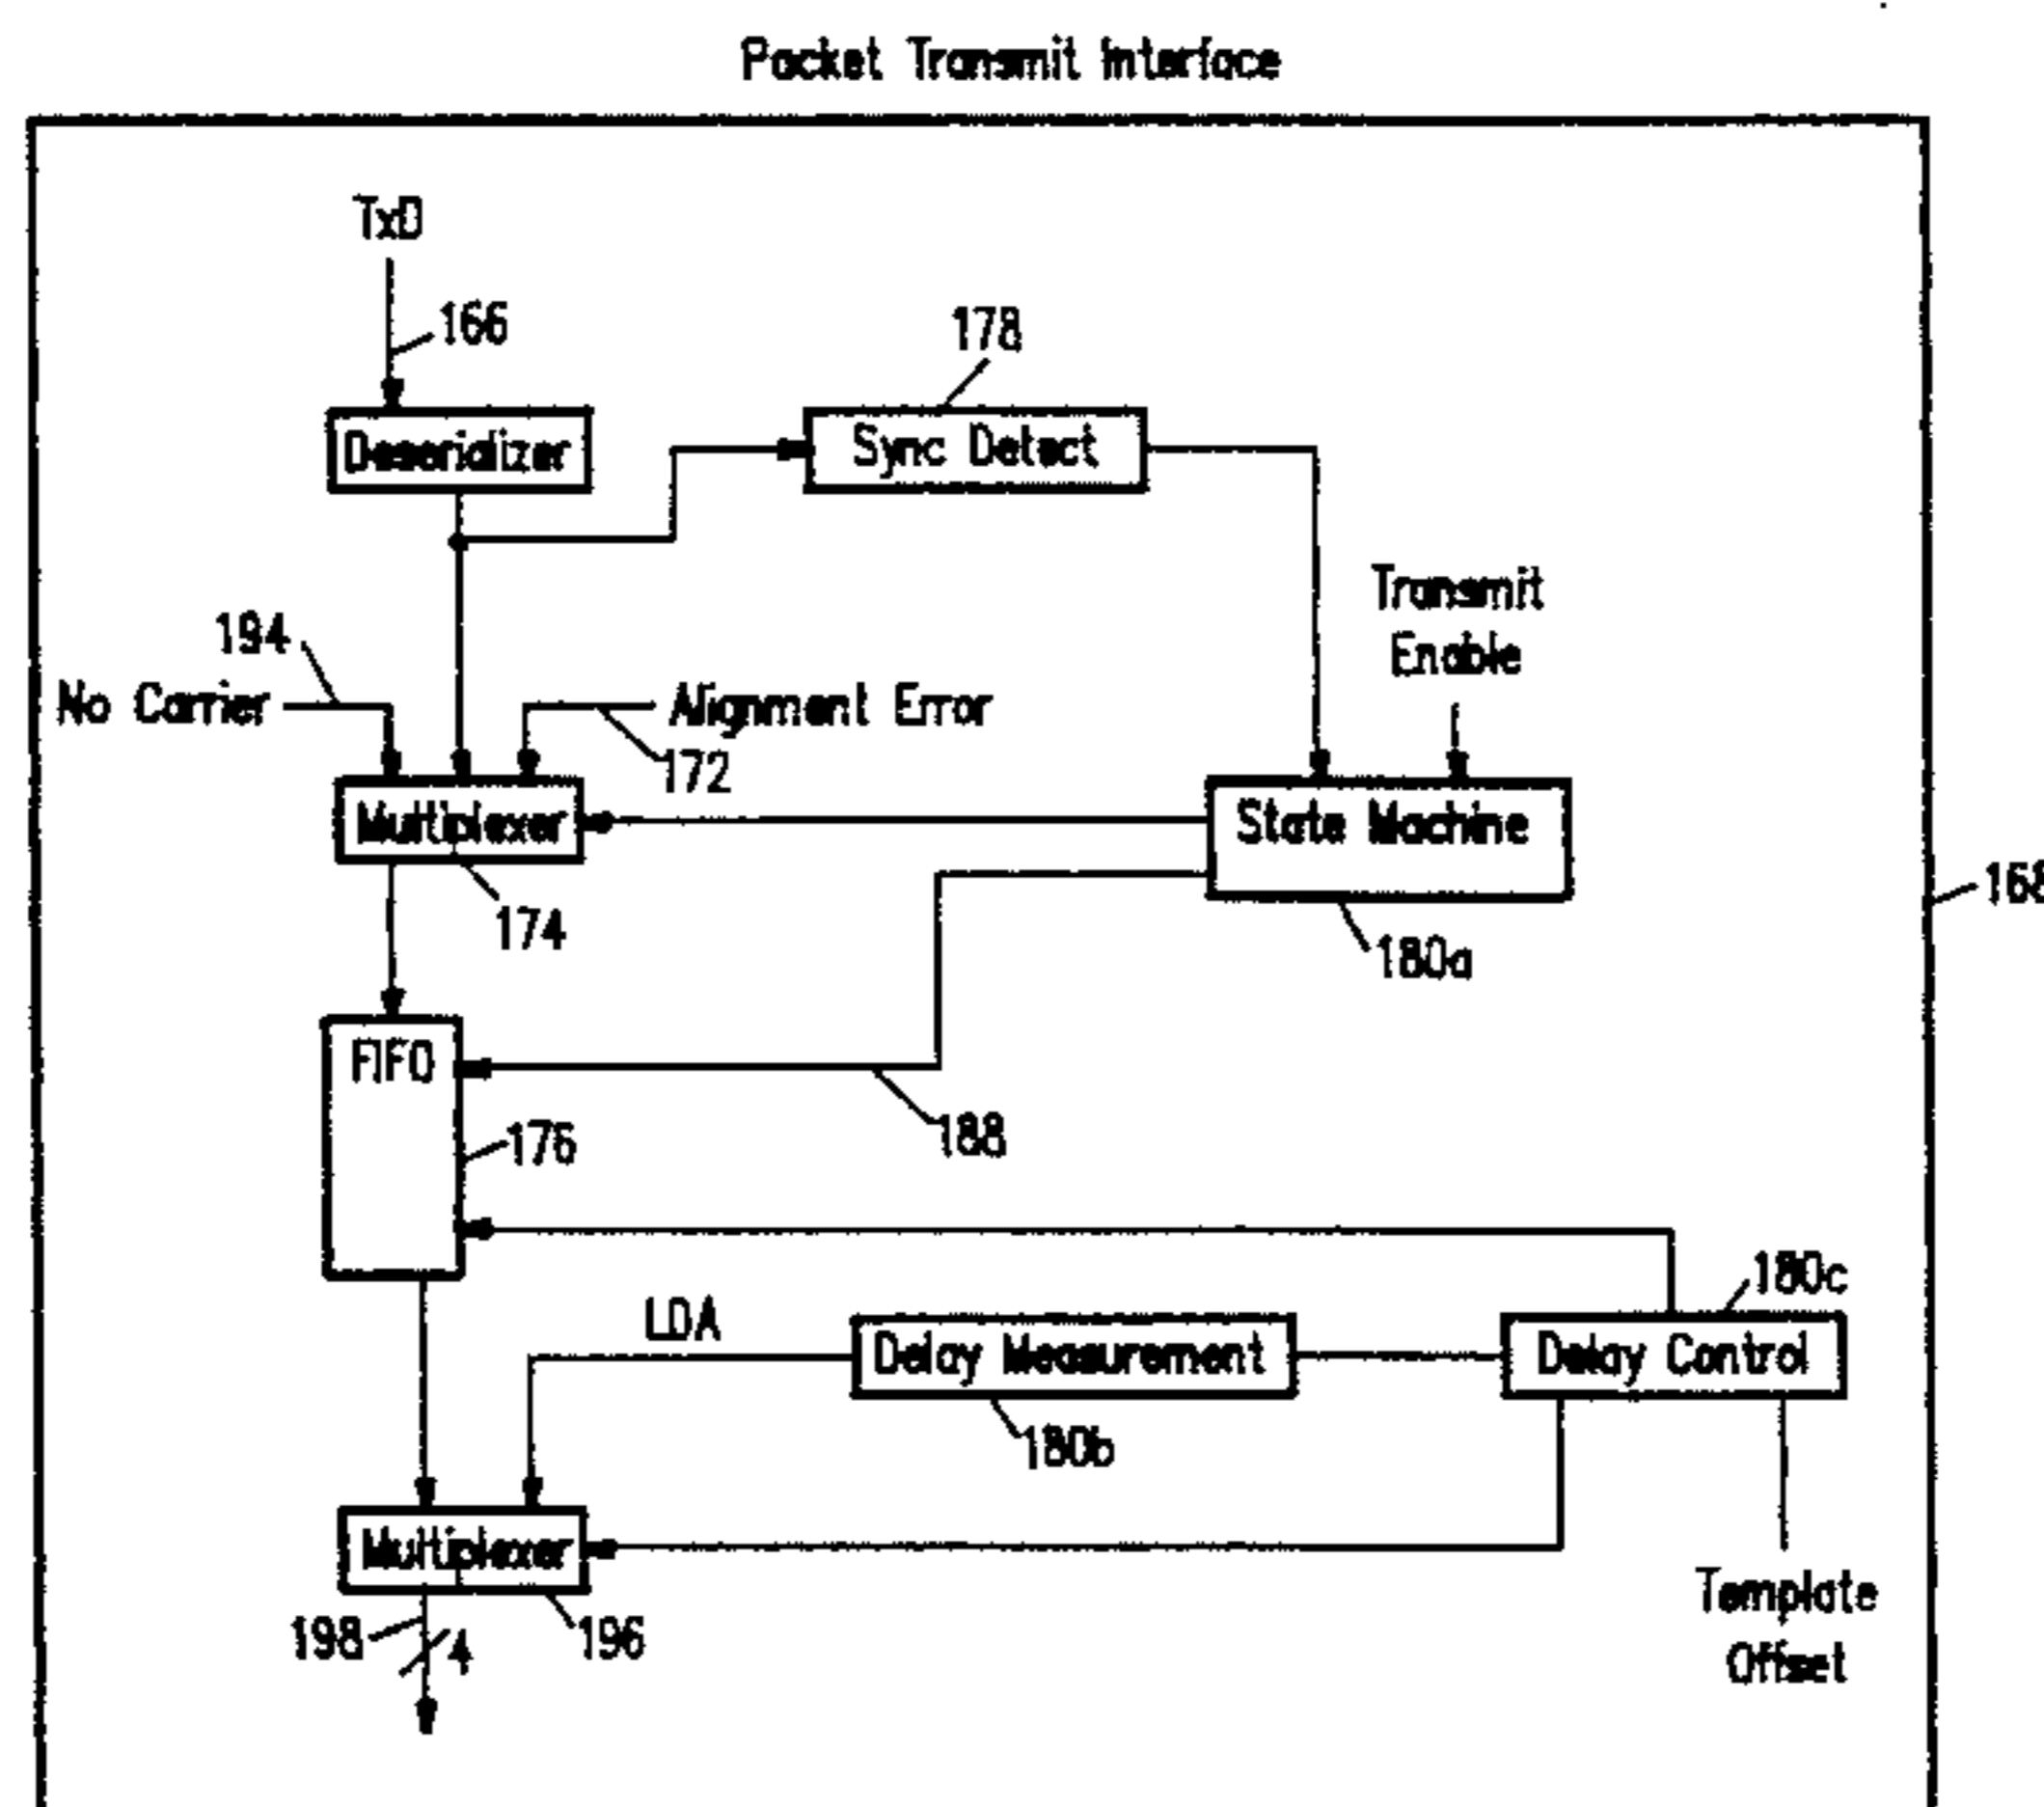 Packet Transmit Interface
TxD
166
178
Deserializer
Sync Detect
Transmit
Enable
194
No Carrier
Alignment Error
172
Multiplexer
State Machine
168
174
180a
FIFO
188
176
180c
LDA
Delay Measurement
Delay Control
180b
Multiplexer
Template
Offset
198
4
196